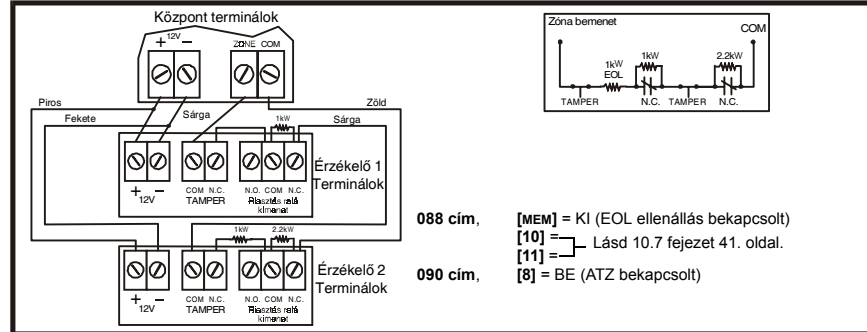 Központ terminálok
+ 12V −
ZONE COM
Piros
Zöld
Fekete
Sárga
Sárga
1kW
Érzékelő 1
Terminálok
+ −
12V
COM N.C.
TAMPER
N.O. COM N.C.
Riasztás relé
kimenet
1kW 2.2kW
Érzékelő 2
Terminálok
+ −
12V
COM N.C.
TAMPER
N.O. COM N.C.
Riasztás relé
kimenet
Zóna bemenet
COM
1kW
EOL
1kW
2.2kW
TAMPER N.C. TAMPER N.C.
088 cím, [MEM] = KI (EOL ellenállás bekapcsolt)
[10] =
[11] = Lásd 10.7 fejezet 41. oldal.
090 cím, [8] = BE (ATZ bekapcsolt)